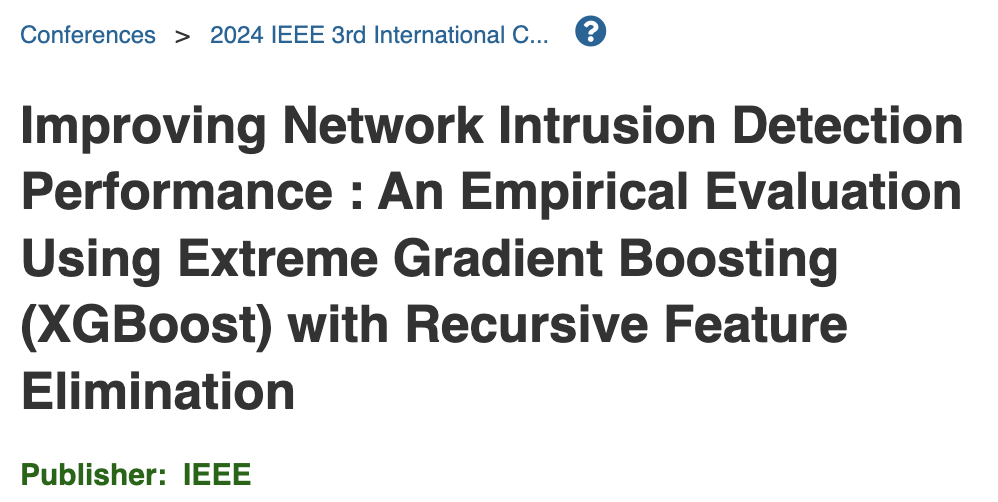 Conferences > 2024 IEEE 3rd International C... ?
Improving Network Intrusion Detection
Performance : An Empirical Evaluation
Using Extreme Gradient Boosting
(XGBoost) with Recursive Feature
Elimination
Publisher: IEEE